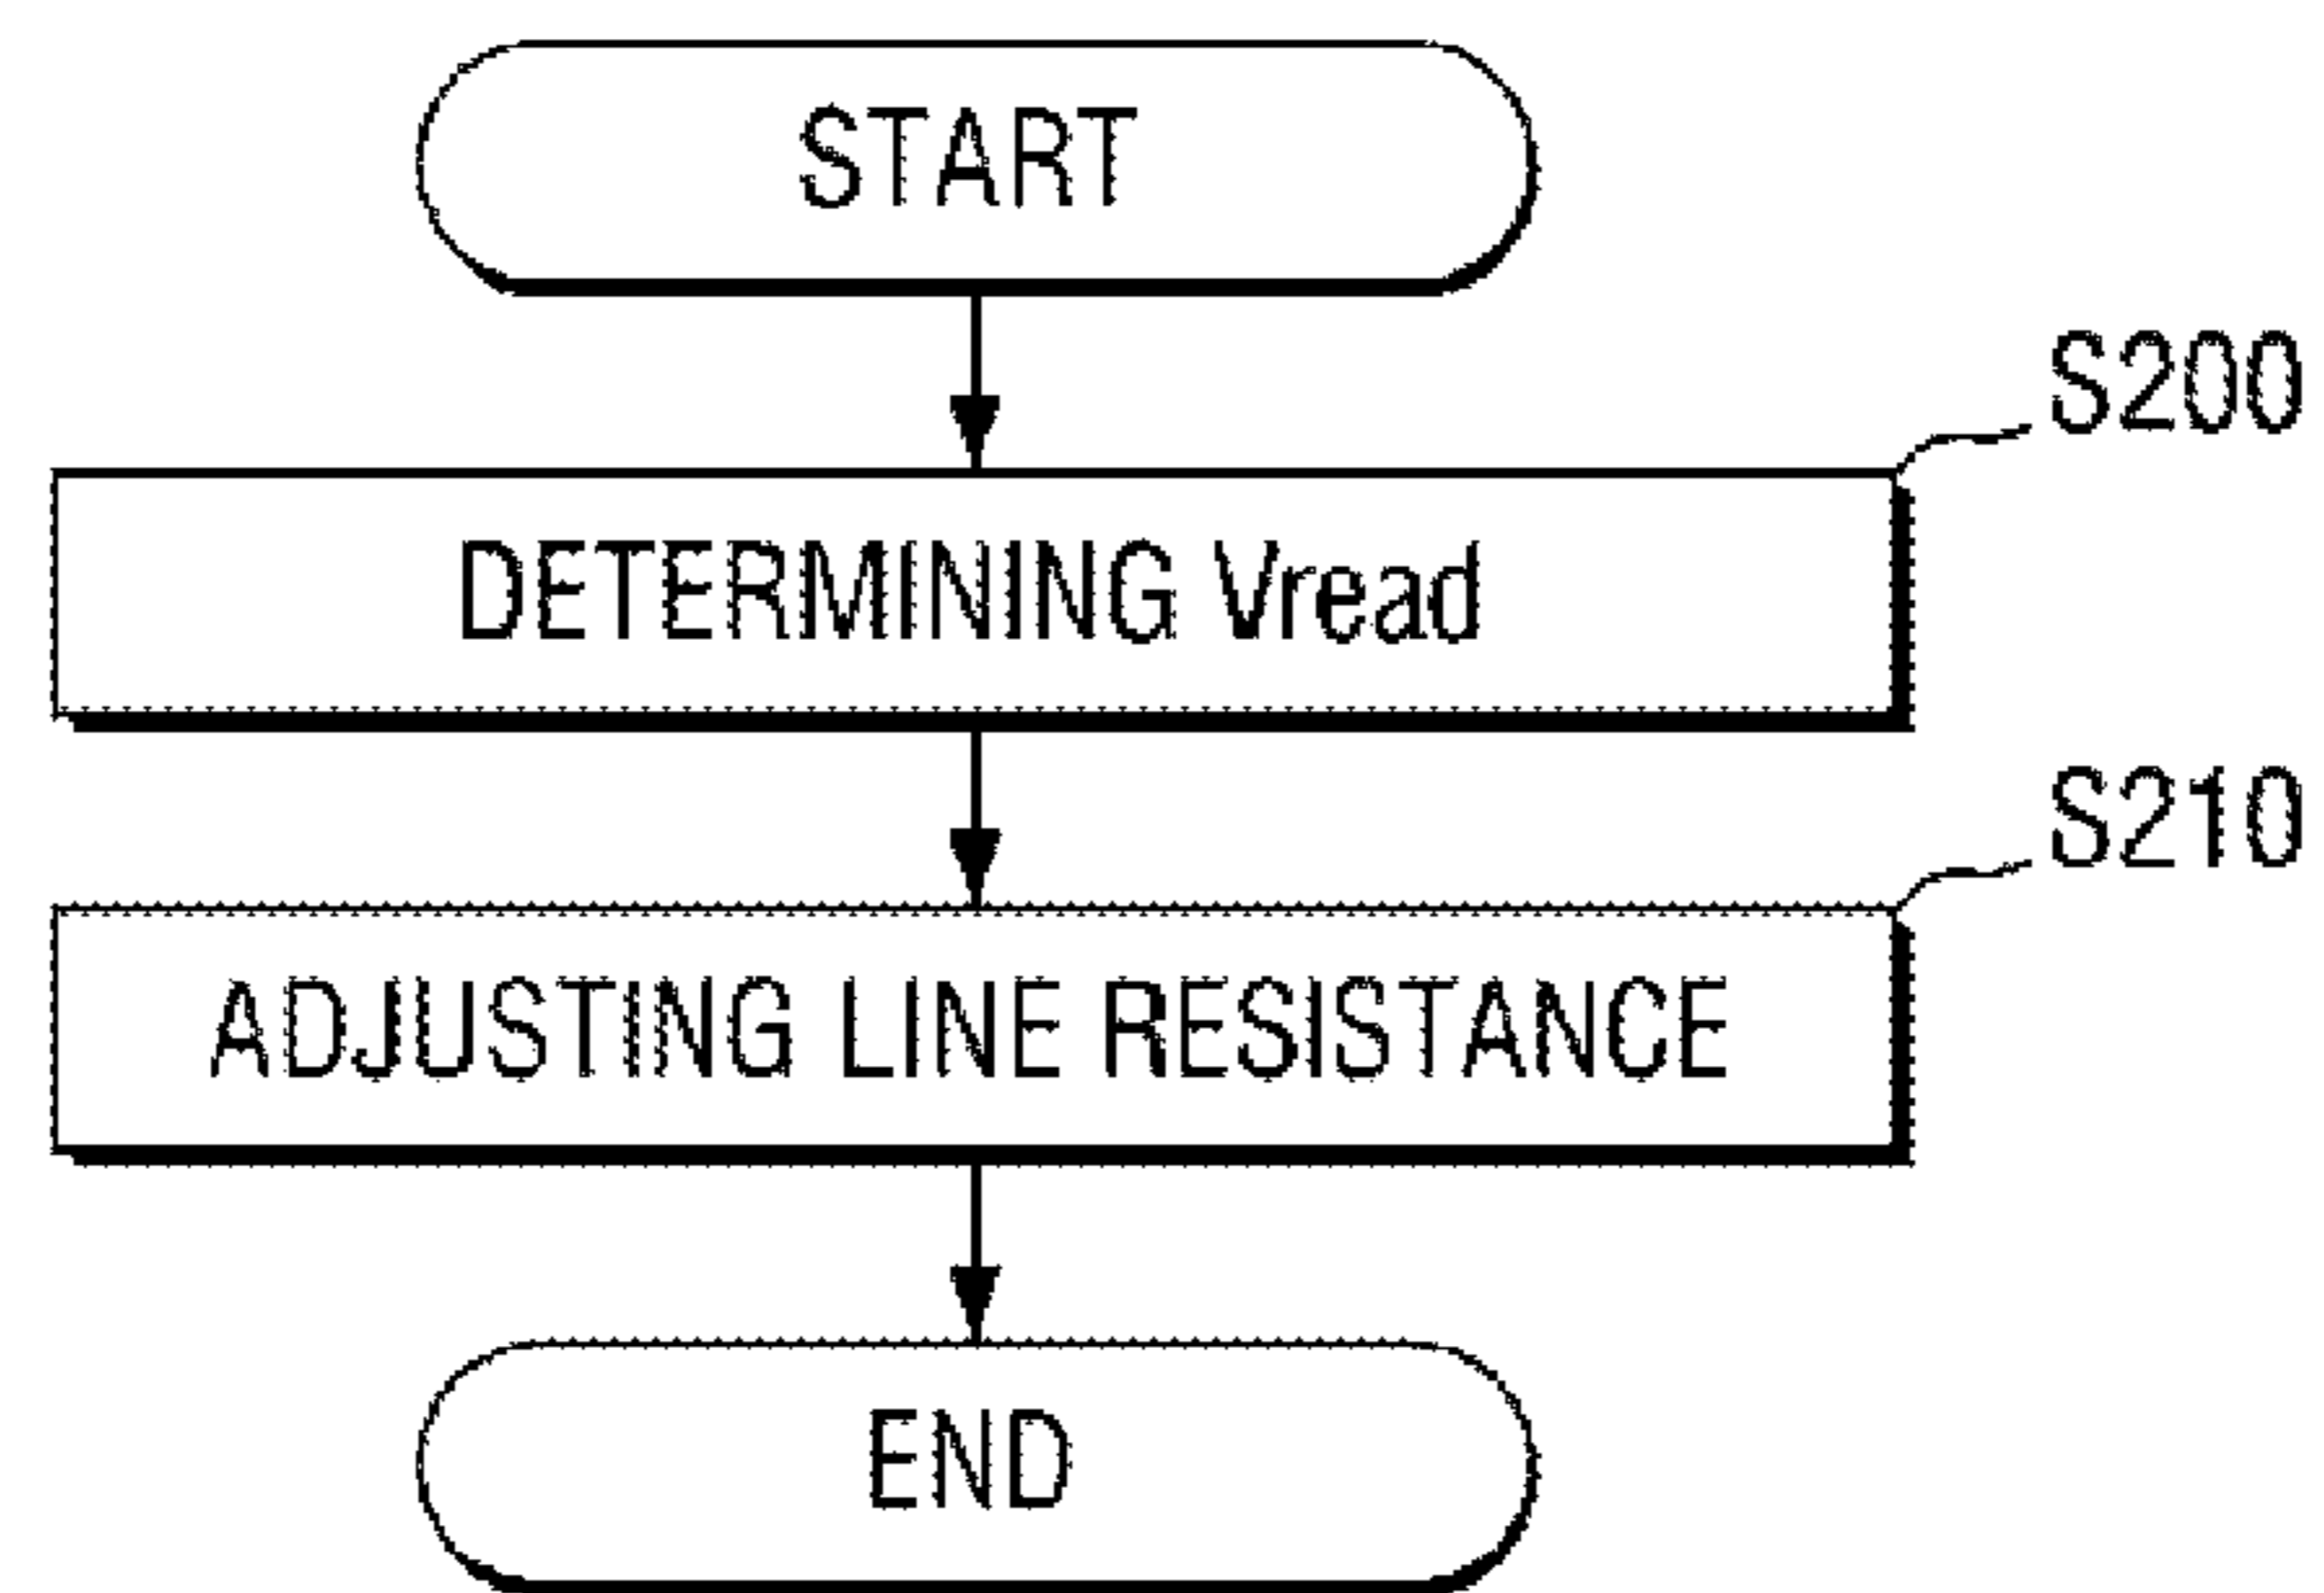 START
S200
DETERMINING Vread
S210
ADJUSTING LINE RESISTANCE
END